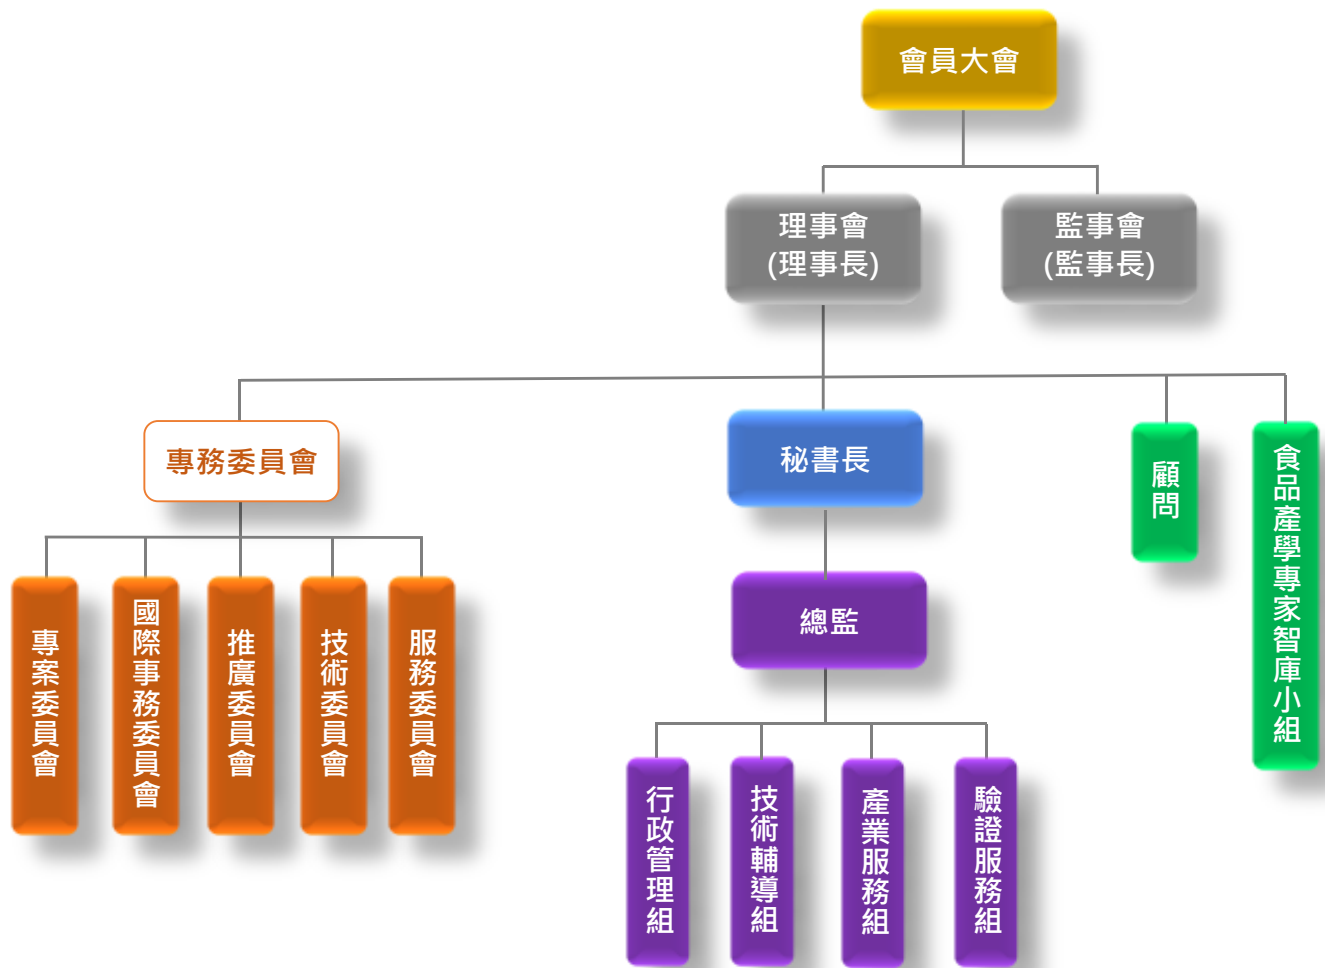 會員大會
理事會
(理事長)
監事會
(監事長)
專務委員會
秘書長
顧問
食品產學專家智庫小組
總監
專案委員會
國際事務委員會
推廣委員會
技術委員會
服務委員會
行政管理組
技術輔導組
產業服務組
驗證服務組